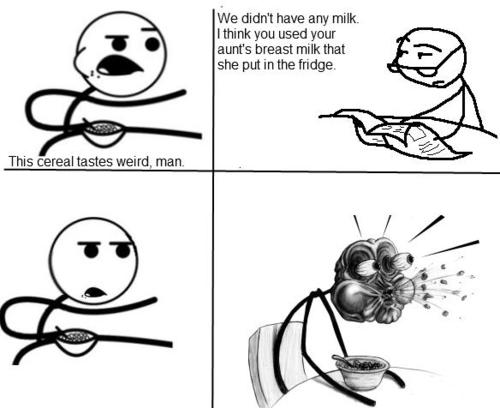 This cereal tastes weird, man.
We didn't have any milk.
I think you used your
aunt's breast milk that
she put in the fridge.